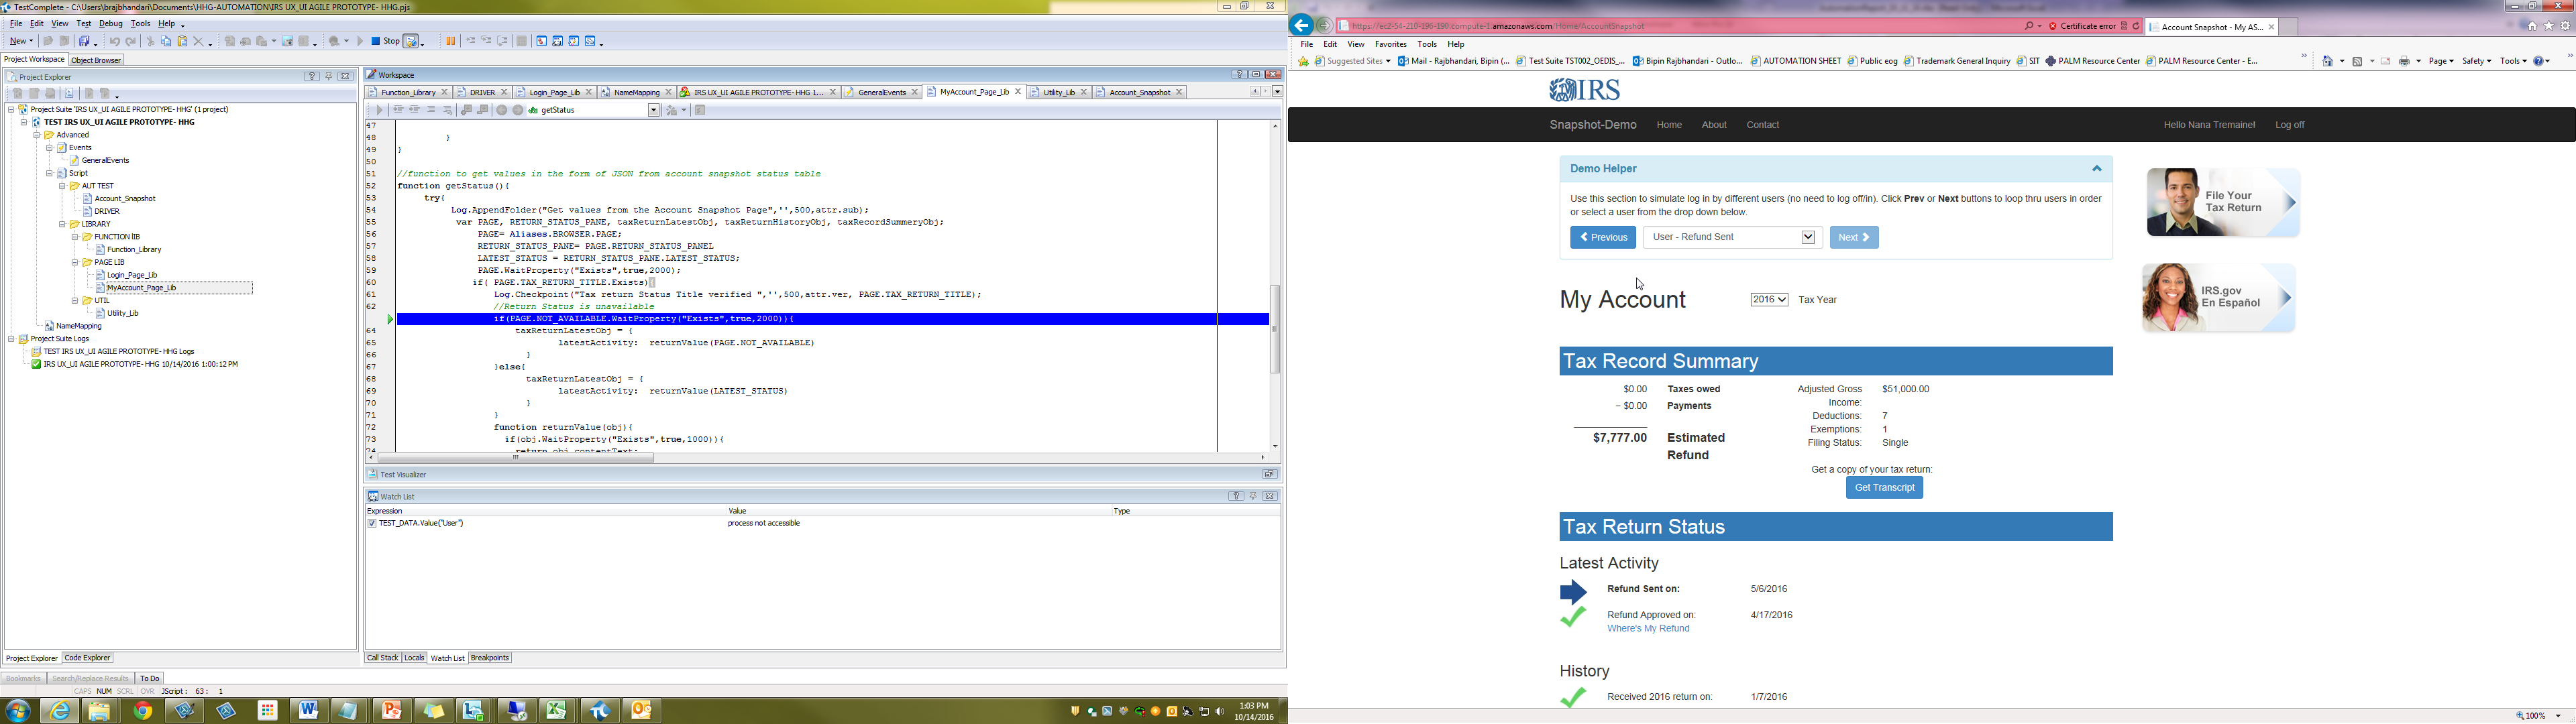 TestComplete - C:\Users\brajbhandari\Documents\HHG-AUTOMATION\IRS UX_UI AGILE PROTOTYPE- HHG.pjs
File Edit View Test Debug Tools Help
New Stop
Project Workspace Object Browser
Project Explorer
Project Suite 'IRS UX_UI AGILE PROTOTYPE-HHG' (1 project)
TEST IRS UX_UI AGILE PROTOTYPE- HHG
Advanced
Events
GeneralEvents
Script
AUT TEST
Account_Snapshot
DRIVER
LIBRARY
FUNCTION lIB
Function_Library
PAGE LIB
Login_Page_Lib
MyAccount_Page_Lib
UTIL
Utility_Lib
NameMapping
Project Suite Logs
TEST IRS UX_UI AGILE PROTOTYPE- HHG Logs
IRS UX_UI AGILE PROTOTYPE-HHG 10/14/2016 1:00:12 PM
Project Explorer Code Explorer
Workspace
Function_Library DRIVER Login_Page_Lib NameMapping IRS UX_UI AGILE PROTOTYPE-HHG 1... GeneralEvents MyAccount_Page_Lib Utility_Lib Account_Snapshot
getStatus
47
48 }
49 }
50
51 //function to get values in the form of JSON from account snapshot status table
52 function getStatus(){
53 try{
54 Log.AppendFolder("Get values from the Account Snapshot Page",'',500,attr.sub);
55 var PAGE, RETURN_STATUS_PANE, taxReturnLatestObj, taxReturnHistoryObj, taxRecordSummeryObj;
56 PAGE= Aliases.BROWSER.PAGE;
57 RETURN_STATUS_PANE= PAGE.RETURN_STATUS_PANEL
58 LATEST_STATUS = RETURN_STATUS_PANE.LATEST_STATUS;
59 PAGE.WaitProperty("Exists",true,2000);
60 if( PAGE.TAX_RETURN_TITLE.Exists){
61 Log.Checkpoint("Tax return Status Title verified ",'',500,attr.ver, PAGE.TAX_RETURN_TITLE);
62 //Return Status is unavailable
if(PAGE.NOT_AVAILABLE.WaitProperty("Exists",true,2000)){
64 taxReturnLatestObj = {
65 latestActivity: returnValue(PAGE.NOT_AVAILABLE)
66 }
67 }else{
68 taxReturnLatestObj = {
69 latestActivity: returnValue(LATEST_STATUS)
70 }
71 }
72 function returnValue(obj){
73 if(obj.WaitProperty("Exists",true,1000)){
74 return obj.contentText;
Test Visualizer
Watch List
Expression Value Type
TEST_DATA.Value("User") process not accessible
Call Stack Locals Watch List Breakpoints
Bookmarks Search/Replace Results To Do
CAPS NUM SCRL OVR JScript: 63: 1
1:03 PM
10/14/2016
https://ec2-54-210-196-190.compute-1.amazonaws.com/Home/AccountSnapshot Certificate error Account Snapshot - My AS...
File Edit View Favorites Tools Help
Suggested Sites Mail - Rajbhandari, Bipin (... Test Suite TST002_OEDIS_... Bipin Rajbhandari - Outlo... AUTOMATION SHEET Public eog Trademark General Inquiry SIT PALM Resource Center PALM Resource Center - E... Page Safety Tools
IRS
Snapshot-Demo Home About Contact Hello Nana Tremaine! Log off
Demo Helper
Use this section to simulate log in by different users (no need to log off/in). Click Prev or Next buttons to loop thru users in order
or select a user from the drop down below.
Previous User - Refund Sent Next
My Account 2016 Tax Year
Tax Record Summary
$0.00 Taxes owed Adjusted Gross Income: $51,000.00
− $0.00 Payments
Deductions: 7
Exemptions: 1
$7,777.00 Estimated Refund Filing Status: Single
Get a copy of your tax return:
Get Transcript
Tax Return Status
Latest Activity
Refund Sent on: 5/6/2016
Refund Approved on: 4/17/2016
Where's My Refund
History
Received 2016 return on: 1/7/2016
File Your
Tax Return
IRS.gov
En Español
100%